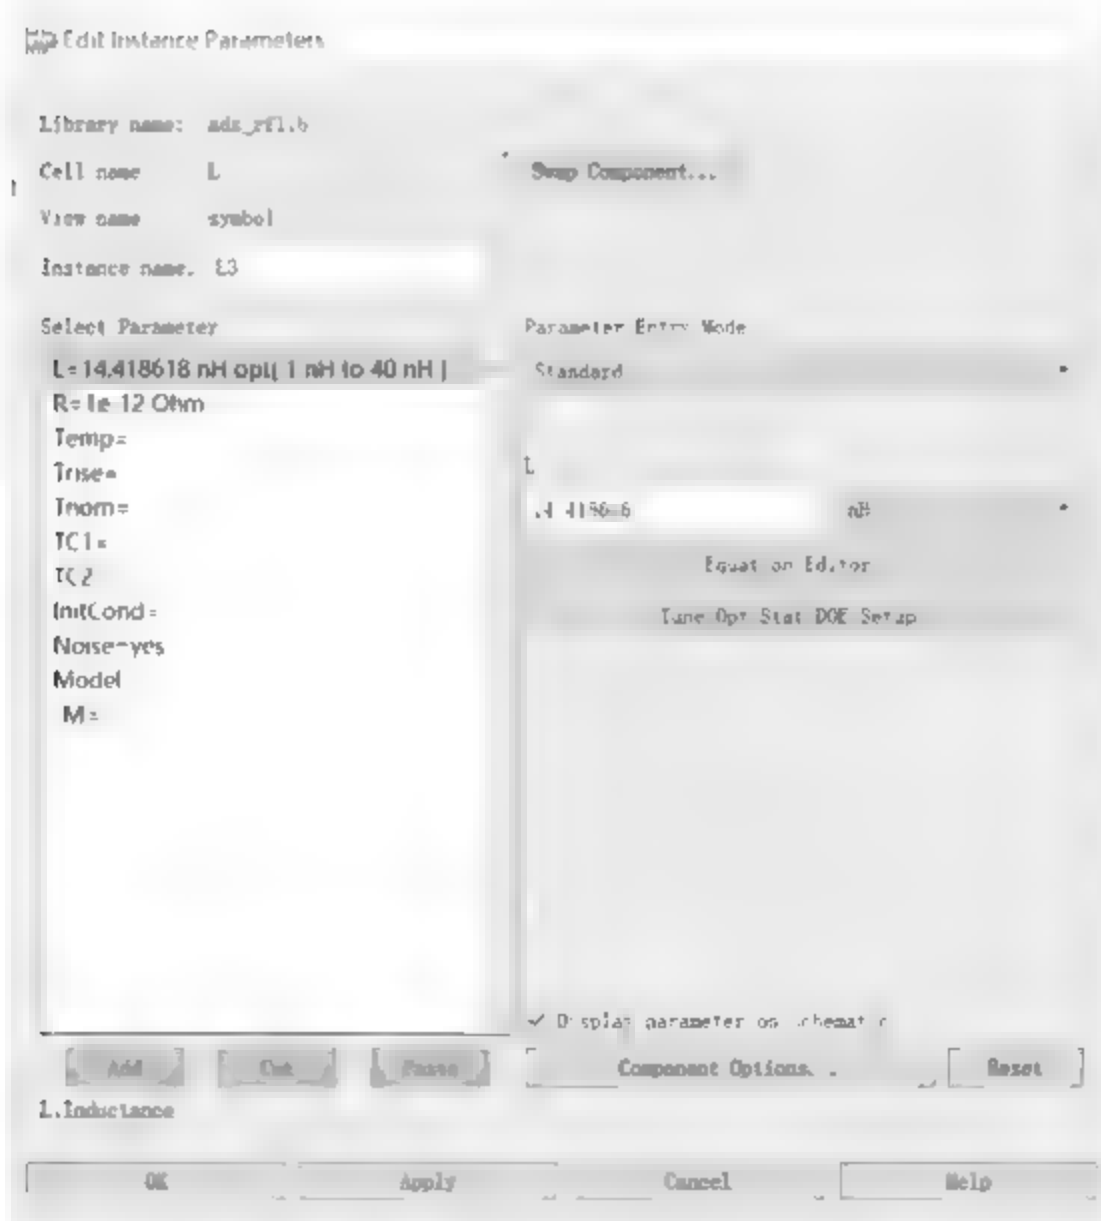 Edit Instance Parameters
Library name: ads_rflib
Cell name L
Swap Component...
View name symbol
Instance name: L3
Select Parameter
Parameter Entry Mode
L=14.418618 nH opt{ 1 nH to 40 nH }
Standard
R=1e-12 Ohm
Temp=
Trise=
L
Tnom=
nH
TC1=
Equation Editor
TC2
InitCond=
Tune/Opt/Stat/DOE Setup
Noise=yes
Model
_M=
Display parameter on schematic
Add Cut Paste Component Options... Reset
L:Inductance
OK Apply Cancel Help